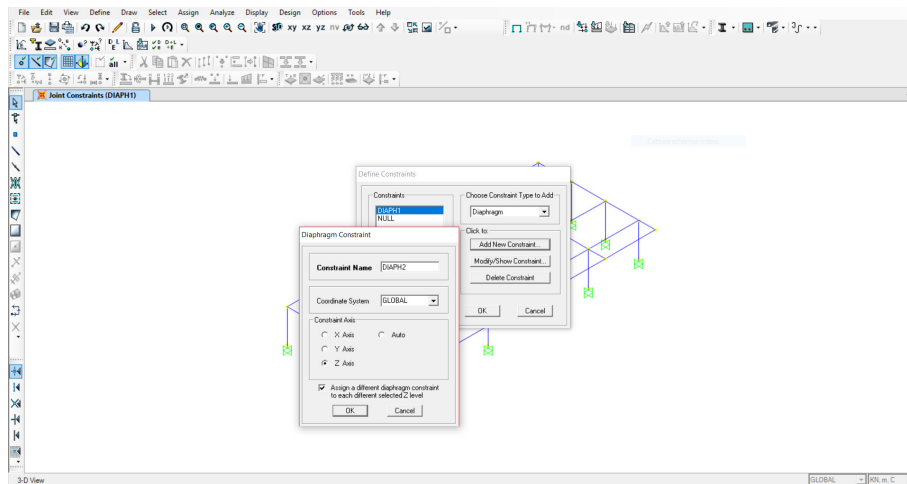 File Edit View Define Draw Select Assign Analyze Display Design Options Tools Help
xy xz yz nv
nd
all
Joint Constraints (DIAPH1)
Define Constraints
Constraints
DIAPH1
NULL
Choose Constraint Type to Add
Diaphragm
Click to:
Add New Constraint...
Modify/Show Constraint...
Delete Constraint
OK Cancel
Diaphragm Constraint
Constraint Name DIAPH2
Coordinate System GLOBAL
Constraint Axis
X Axis Auto
Y Axis
Z Axis
Assign a different diaphragm constraint
to each different selected Z level
OK Cancel
3-D View GLOBAL KN, m, C